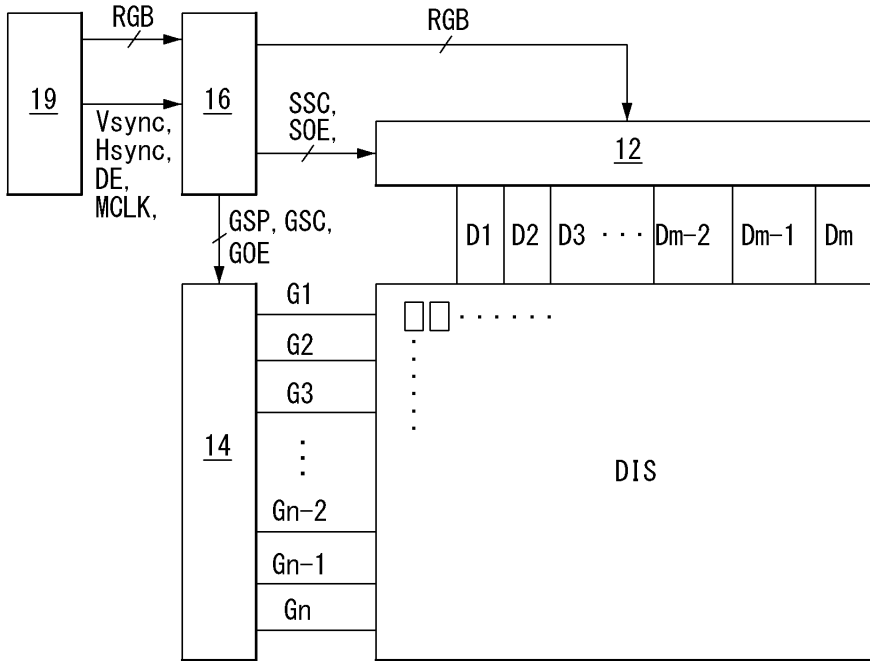 RGB
RGB
19
16
Vsync,
Hsync,
DE,
MCLK,
SSC,
SOE,
12
GSP, GSC,
GOE
D1 D2 D3 ··· Dm-2 Dm-1 Dm
G1
G2
G3
14
Gn-2
Gn-1
Gn
DIS